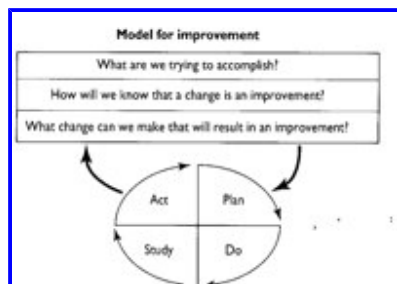 Model for improvement
What are we trying to accomplish?
How will we know that a change is an improvement?
What change can we make that will result in an improvement?
Act
Plan
Study
Do